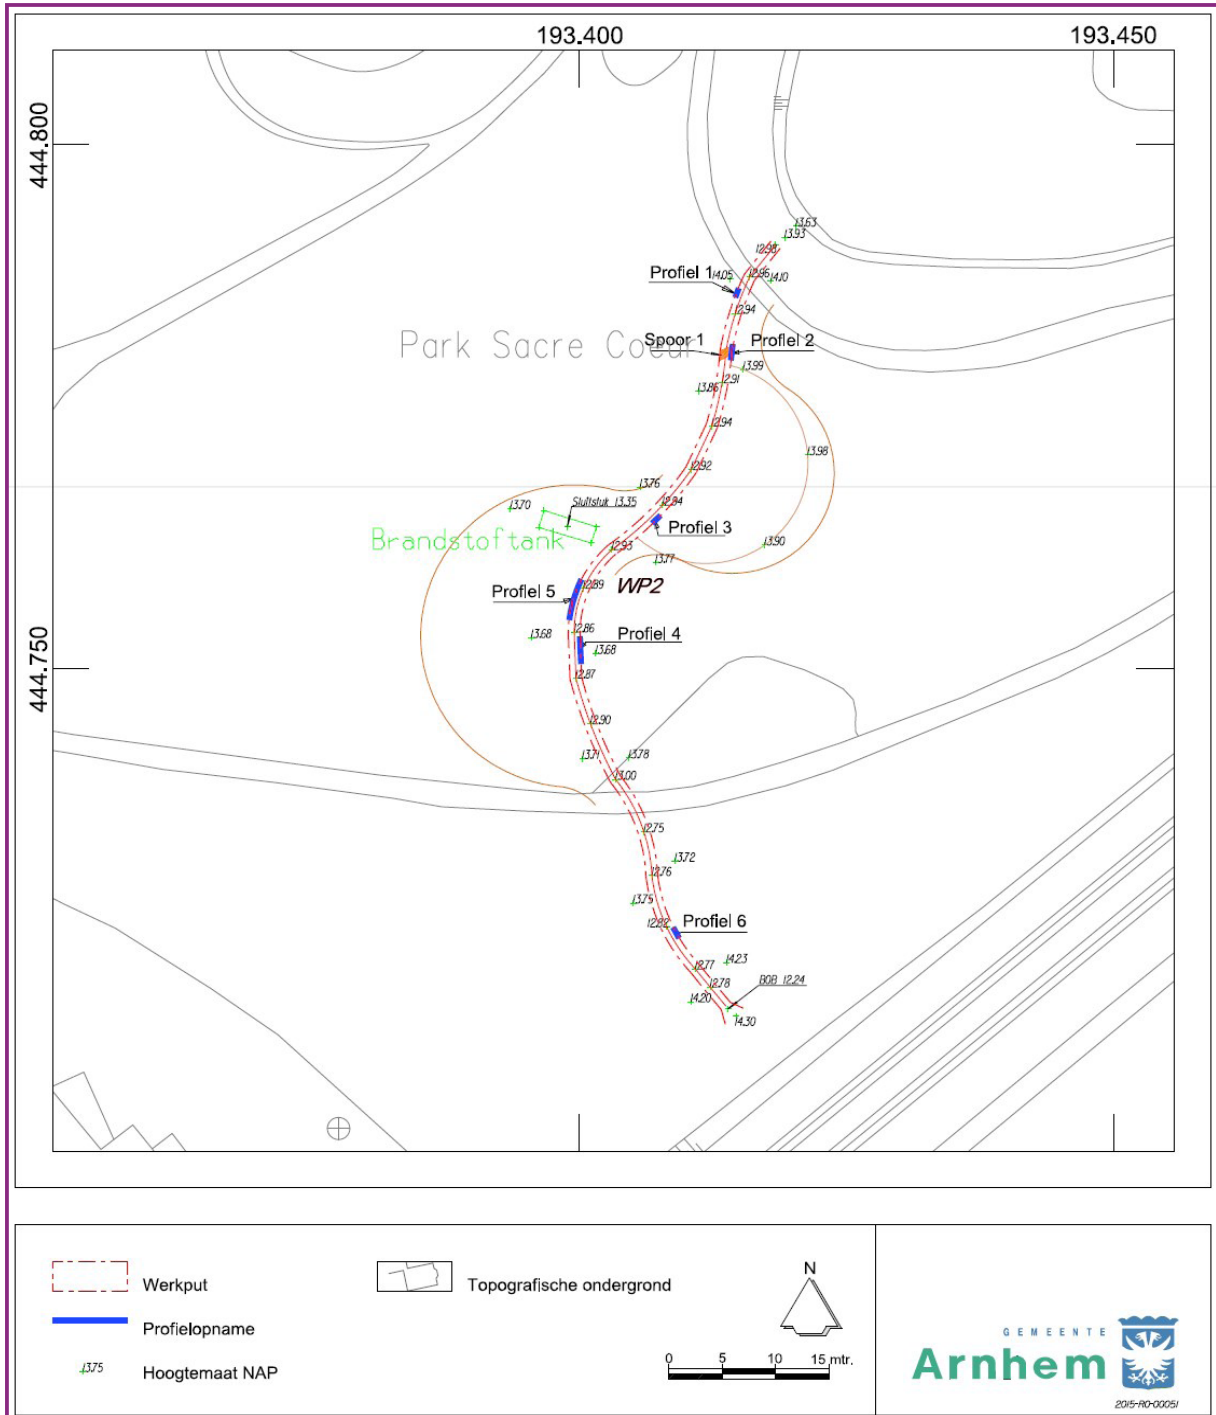 193.400 193.450
444.800
13.63
13.93
12.98
Profiel 1 14.05 12.96 14.10
12.94
Park Sacre Coeur
Spoor 1 Profiel 2
13.99
12.91
13.86
12.94
13.98
12.92
13.76
13.70 Sluitstuk 13.35 12.94
Profiel 3
Brandstoftank
12.93 13.90
13.77
12.89 WP2
Profiel 5
12.86 Profiel 4
13.68 13.68
444.750
12.87
12.90
13.71 13.78
13.00
12.75
13.72
12.76
13.75
12.82 Profiel 6
12.77 14.23
12.78 BOB 12.24
14.20
14.30
Werkput
Topografische ondergrond
N
Profielopname
13.75 Hoogtemaat NAP
0 5 10 15 mtr.
GEMEENTE
Arnhem
2015-RO-00051